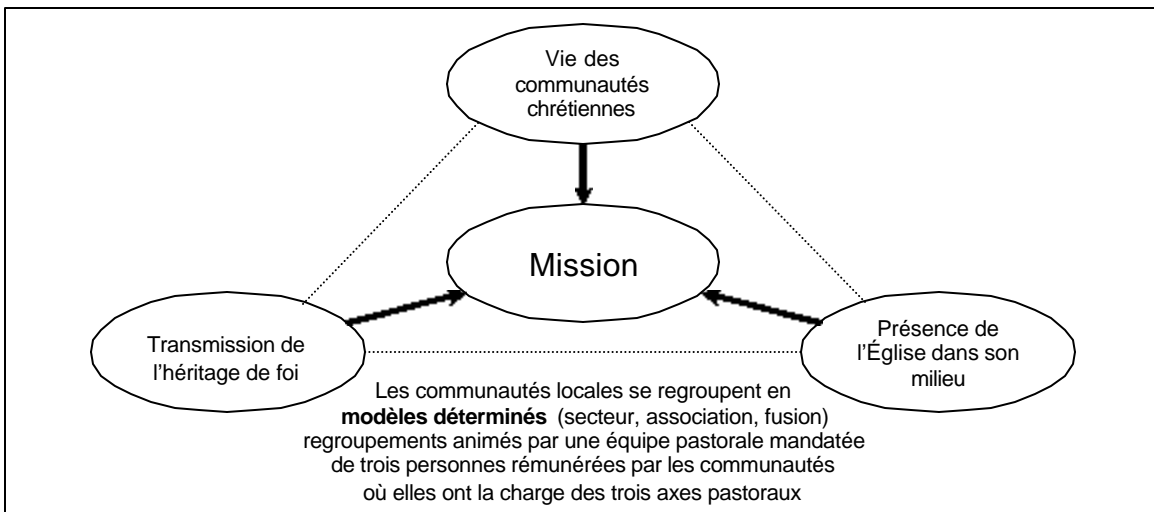 Vie des
communautés
chrétiennes
Mission
Transmission de
l'héritage de foi
Présence de
l'Église dans son
milieu
Les communautés locales se regroupent en
modèles déterminés (secteur, association, fusion)
regroupements animés par une équipe pastorale mandatée
de trois personnes rémunérées par les communautés
où elles ont la charge des trois axes pastoraux